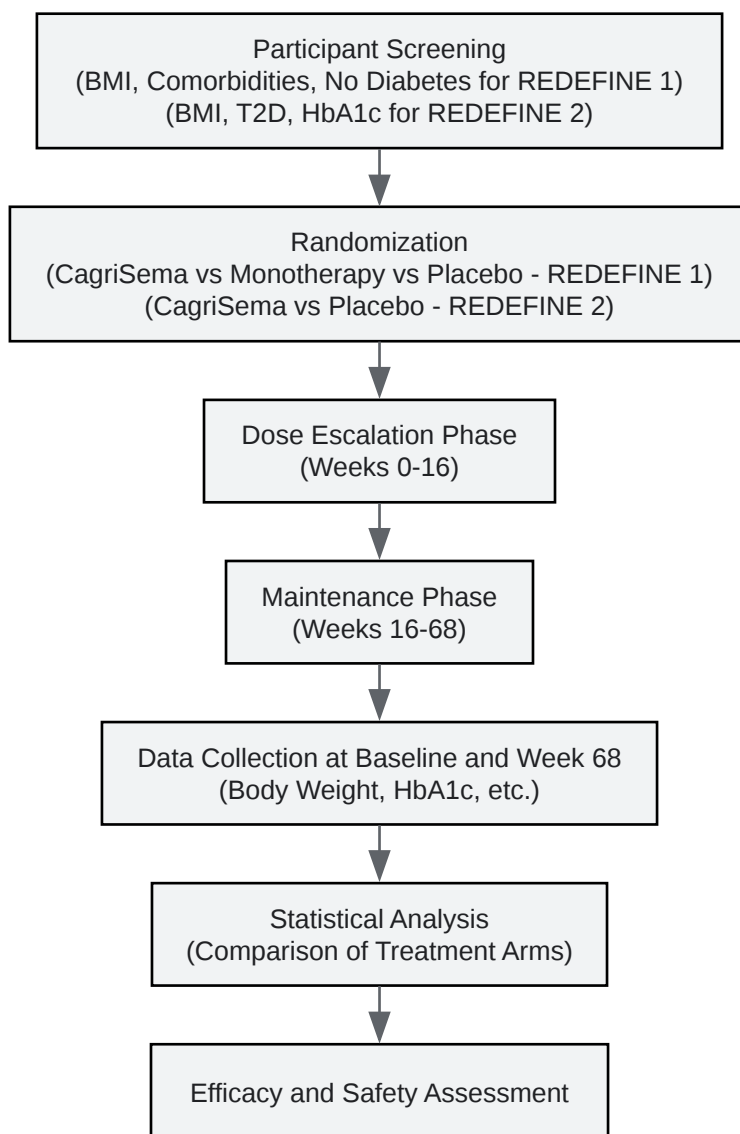 Participant Screening
(BMI, Comorbidities, No Diabetes for REDEFINE 1)
(BMI, T2D, HbA1c for REDEFINE 2)
Randomization
(CagriSema vs Monotherapy vs Placebo - REDEFINE 1)
(CagriSema vs Placebo - REDEFINE 2)
Dose Escalation Phase
(Weeks 0-16)
Maintenance Phase
(Weeks 16-68)
Data Collection at Baseline and Week 68
(Body Weight, HbA1c, etc.)
Statistical Analysis
(Comparison of Treatment Arms)
Efficacy and Safety Assessment